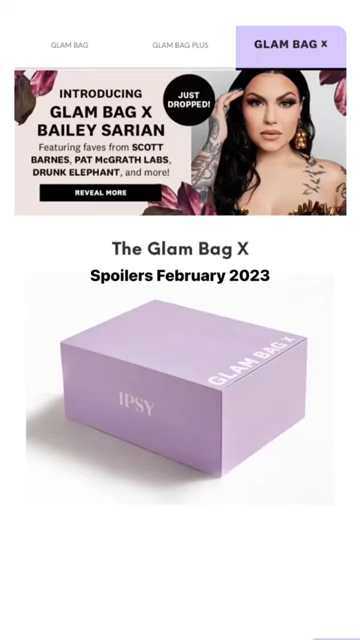 GLAM BAG
GLAM BAG PLUS
GLAM BAG X
INTRODUCING
GLAM BAG X
BAILEY SARIAN
Featuring faves from SCOTT
BARNES, PAT McGRATH LABS,
DRUNK ELEPHANT, and more!
REVEAL MORE
JUST
DROPPED!
The Glam Bag X
Spoilers February 2023
GLAM BAG X
IPSY